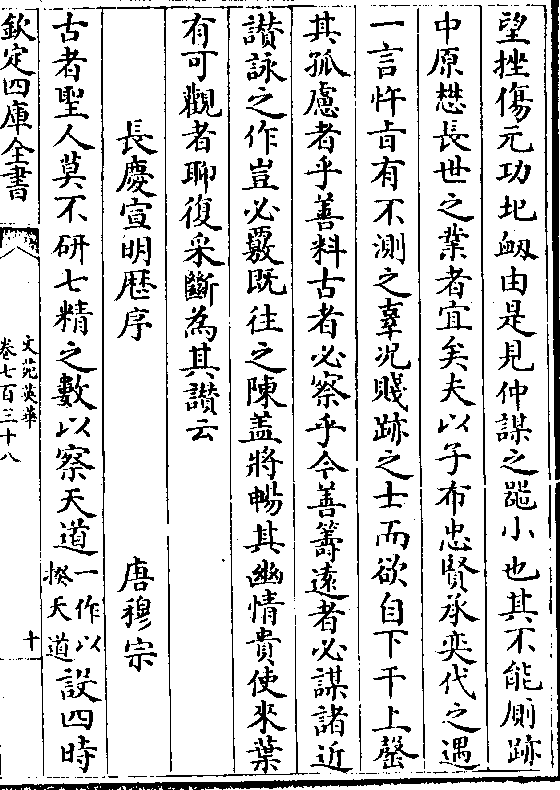 望挫傷元功圮衂由是見仲謀之器小也其不能厠跡
中原懋長世之業者宜矣夫以子布忠賢承奕代之遇
一言忤㫖有不測之辜况賤跡之士而欲自下干上罄
其孤慮者乎善料古者必察乎今善籌遠者必謀諸近
讃詠之作豈必覈既往之陳盖將暢其幽情貴使來葉
有可觀者聊復采斷為其讃云
長慶宣明厯序 唐穆宗
古者聖人莫不研七精之數以察天道一作以揆天道設四時
欽定四庫全書
文苑英華
卷七百三十八
十